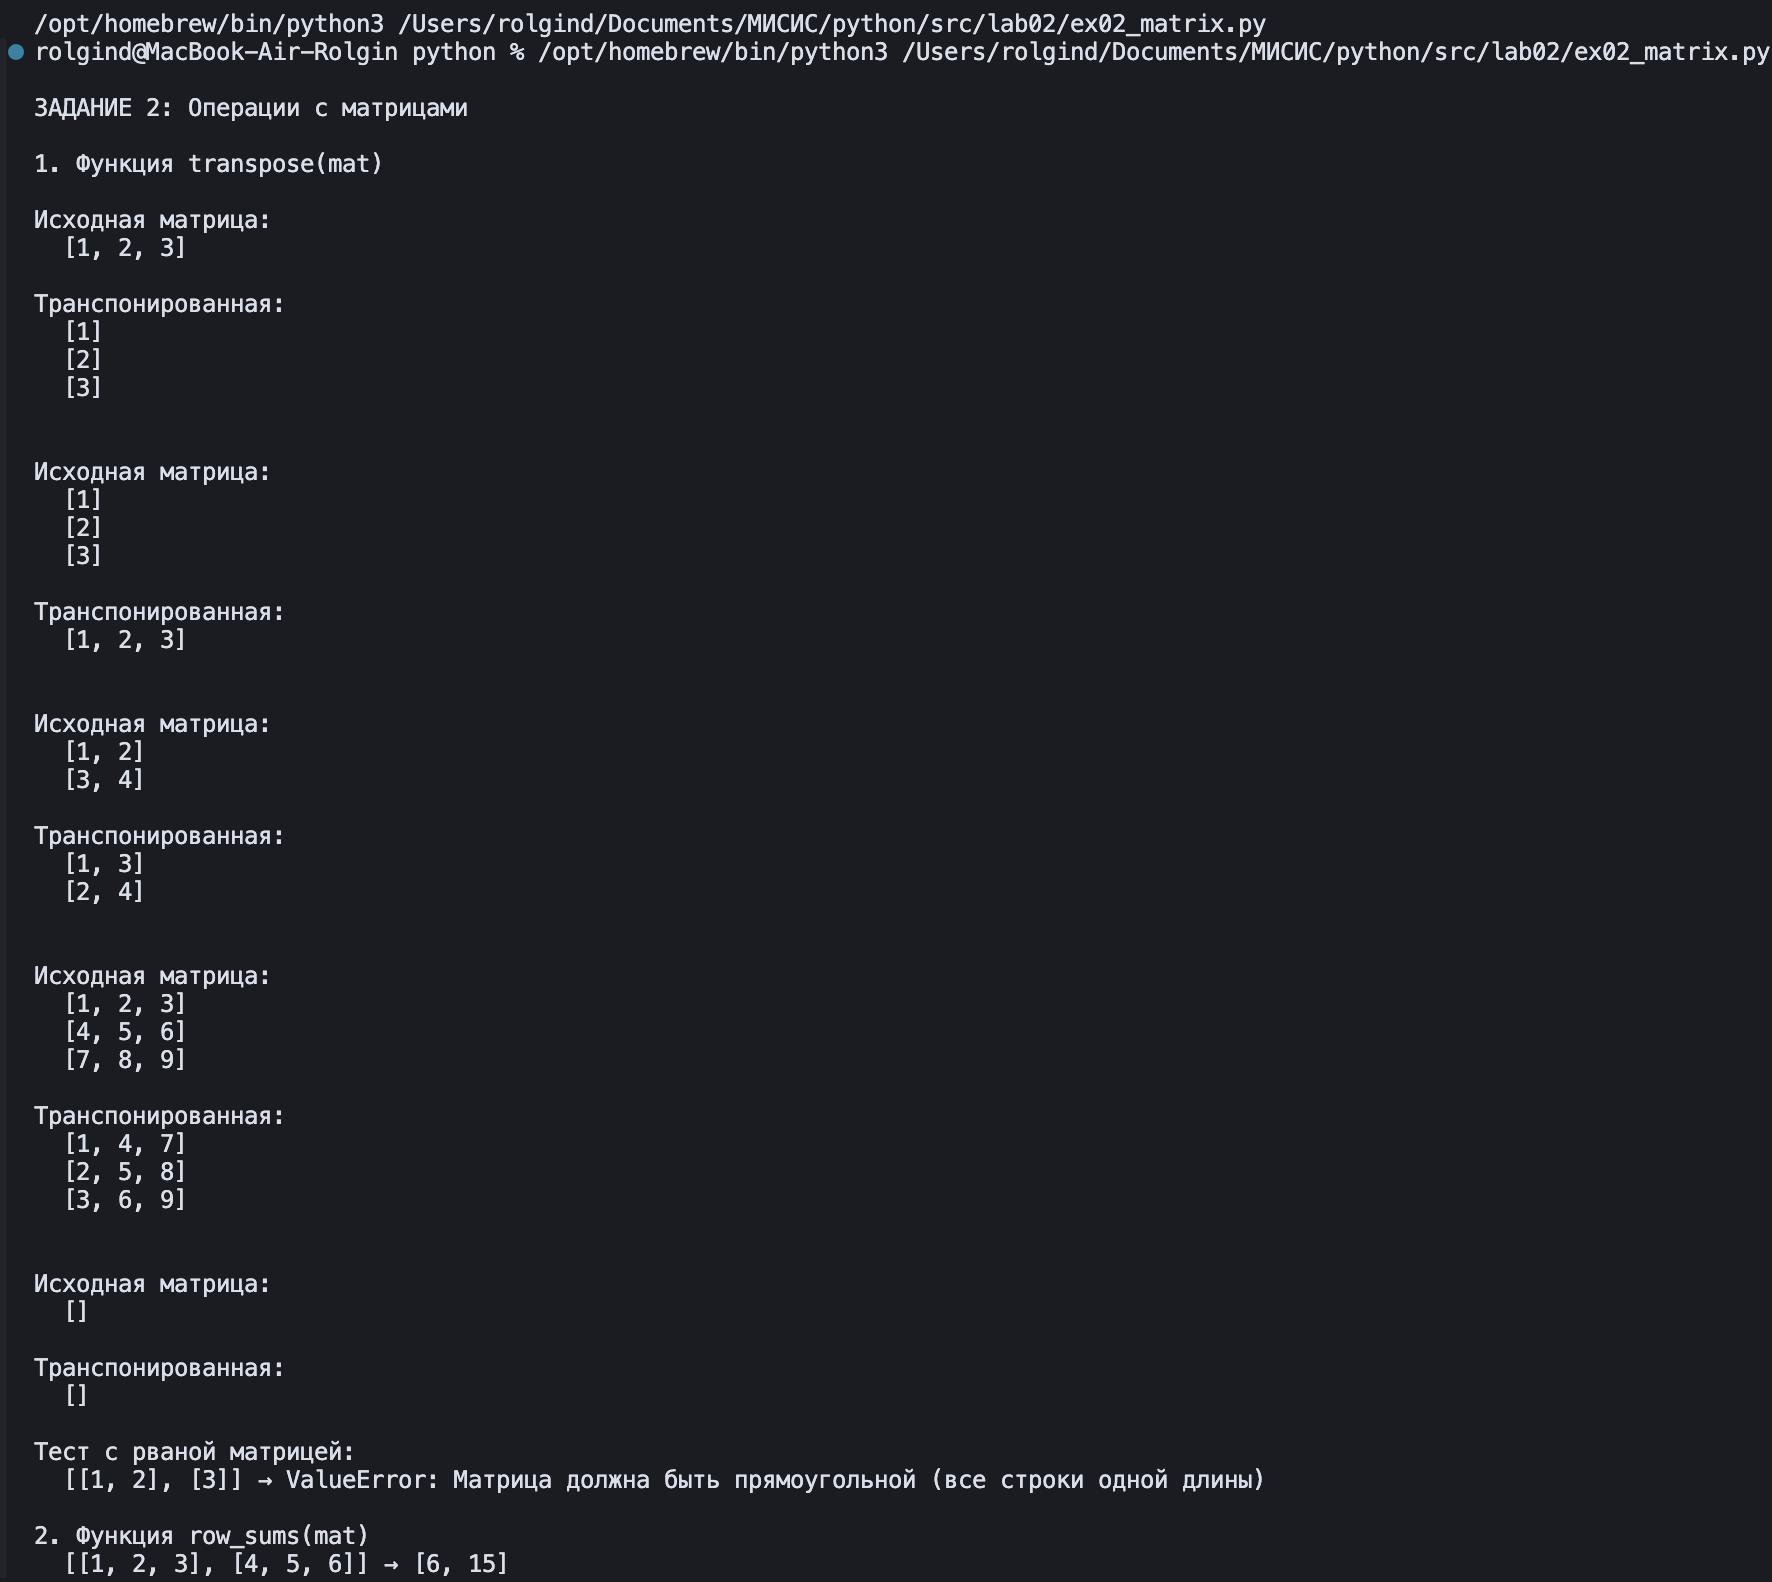 /opt/homebrew/bin/python3 /Users/rolgind/Documents/МИСИС/python/src/lab02/ex02_matrix.py
rolgind@MacBook-Air-Rolgin python % /opt/homebrew/bin/python3 /Users/rolgind/Documents/МИСИС/python/src/lab02/ex02_matrix.py
ЗАДАНИЕ 2: Операции с матрицами
1. Функция transpose(mat)
Исходная матрица:
[1, 2, 3]
Транспонированная:
[1]
[2]
[3]
Исходная матрица:
[1]
[2]
[3]
Транспонированная:
[1, 2, 3]
Исходная матрица:
[1, 2]
[3, 4]
Транспонированная:
[1, 3]
[2, 4]
Исходная матрица:
[1, 2, 3]
[4, 5, 6]
[7, 8, 9]
Транспонированная:
[1, 4, 7]
[2, 5, 8]
[3, 6, 9]
Исходная матрица:
[]
Транспонированная:
[]
Тест с рваной матрицей:
[[1, 2], [3]] → ValueError: Матрица должна быть прямоугольной (все строки одной длины)
2. Функция row_sums(mat)
[[1, 2, 3], [4, 5, 6]] → [6, 15]